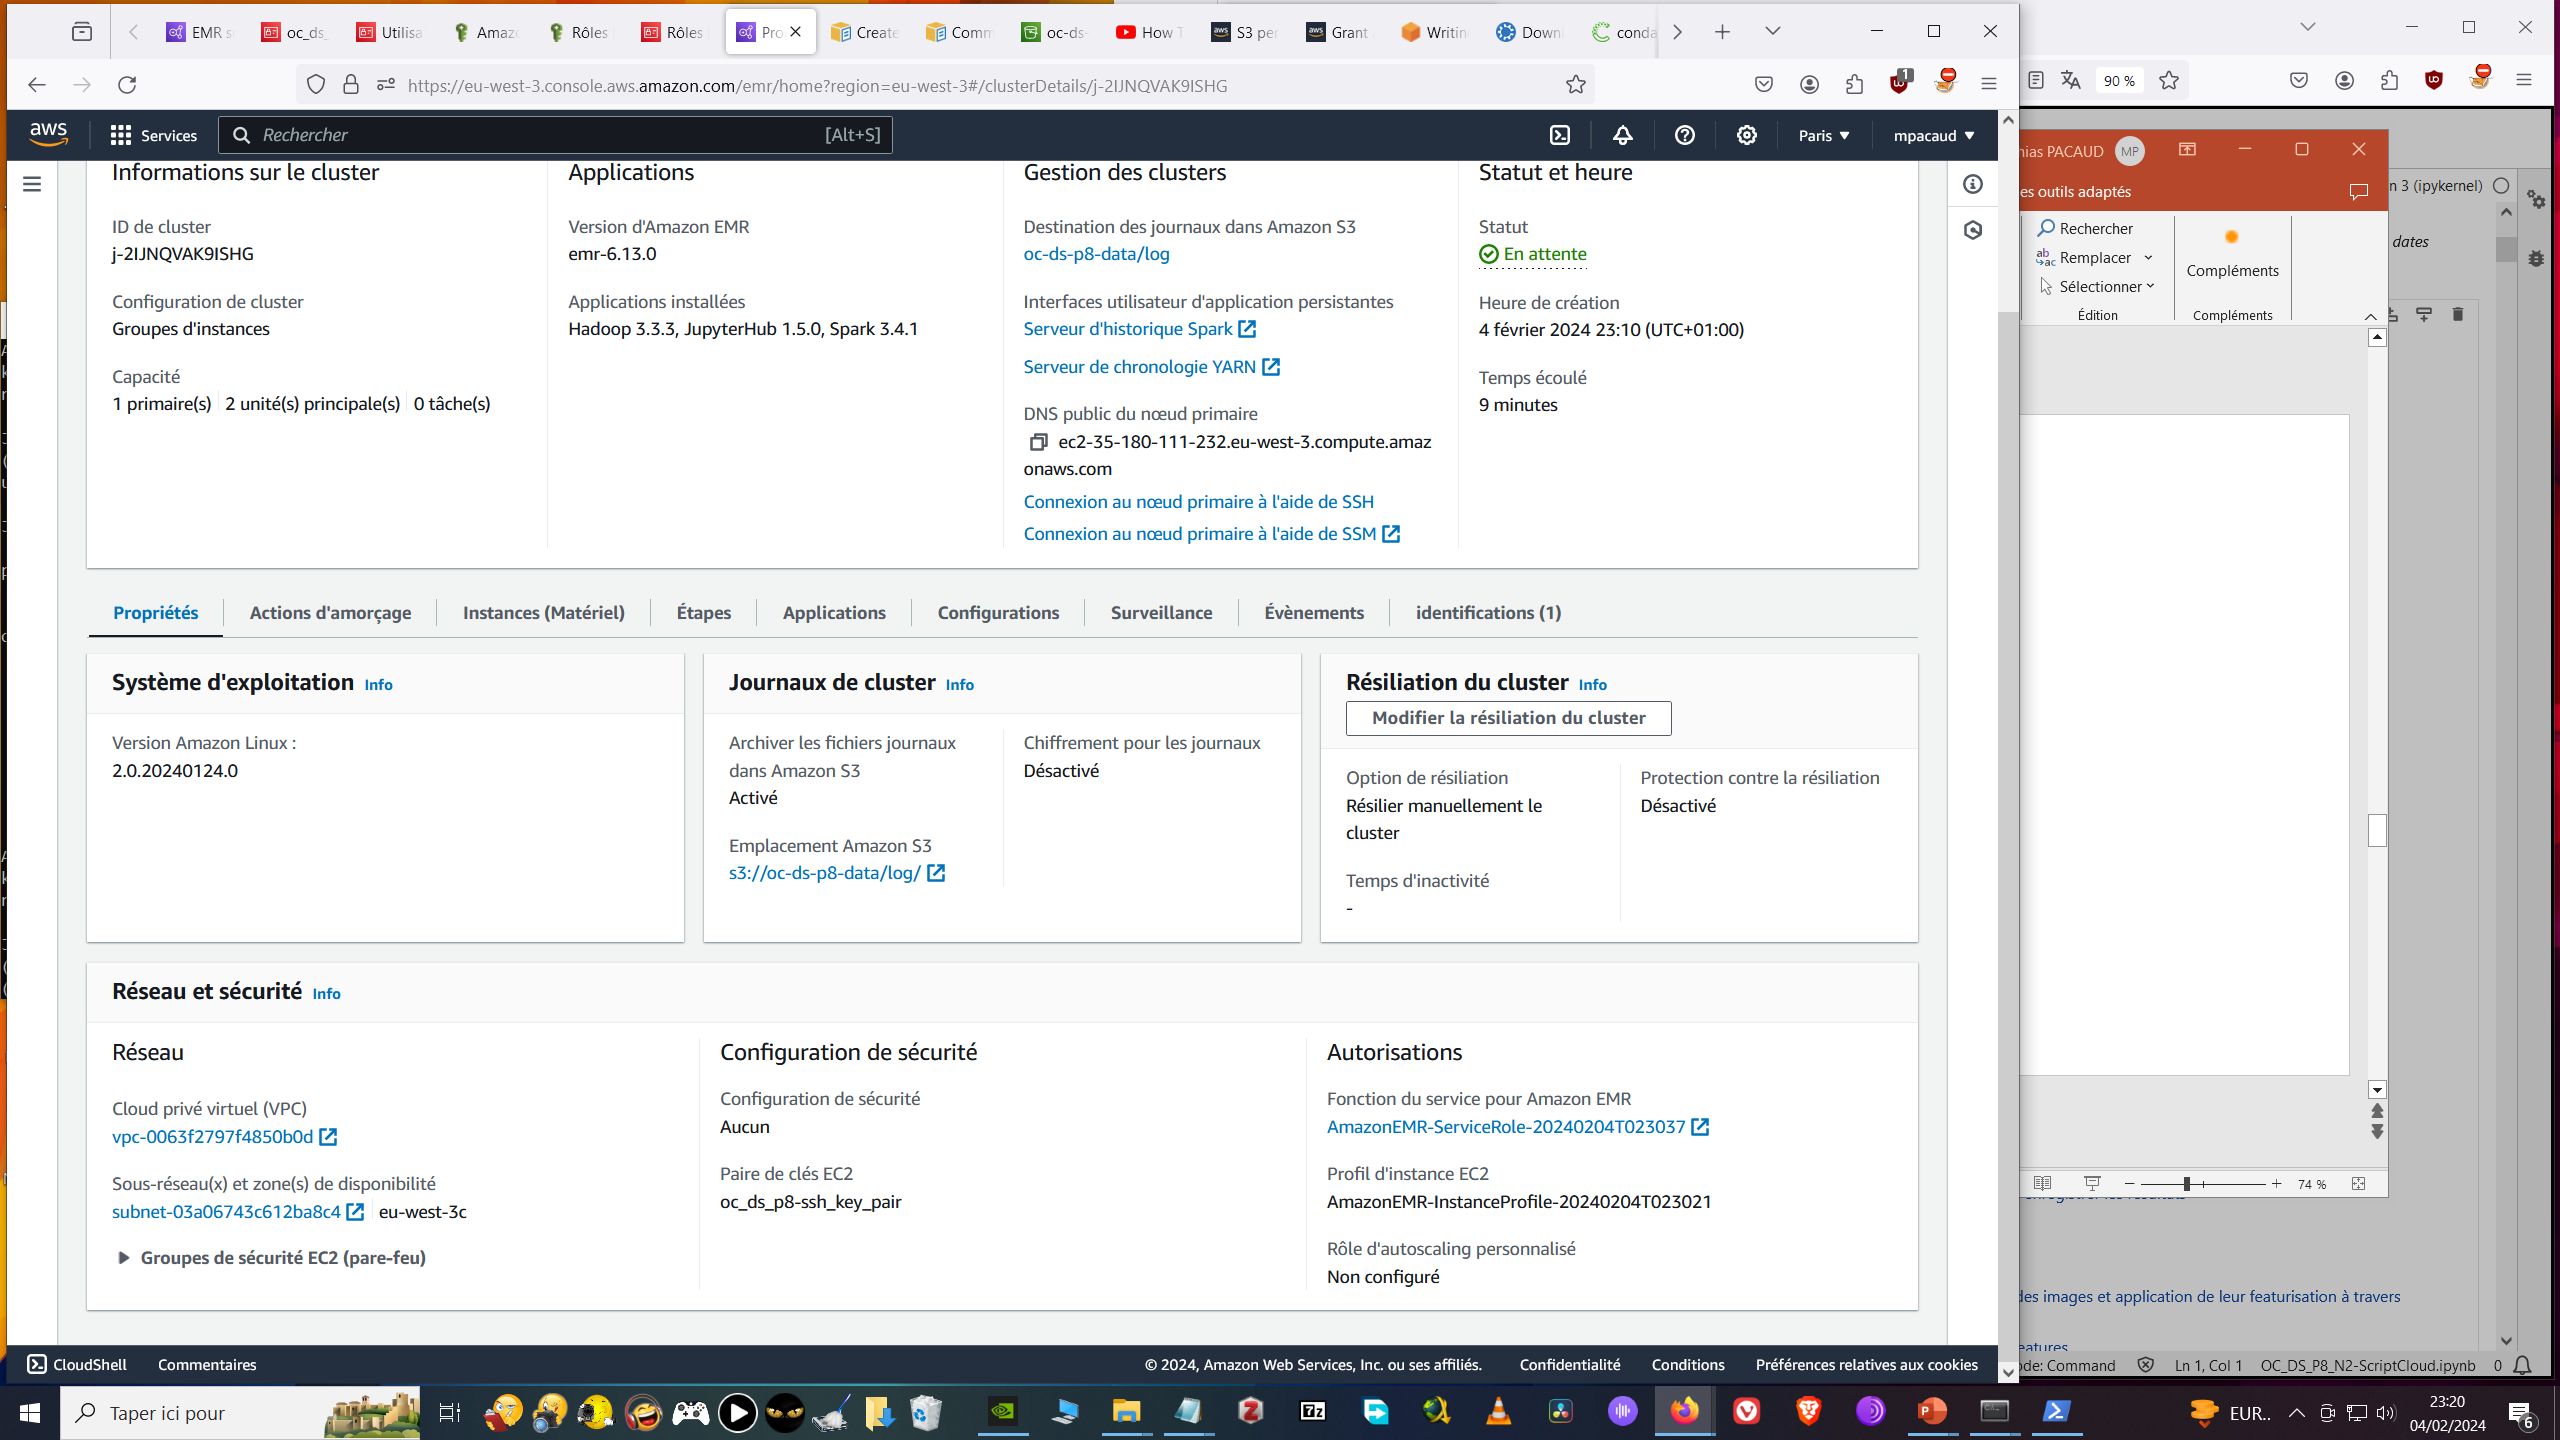 EMR s
oc_ds_
Utilisa
Amaz
Rôles
Rôles
Pro
Create
Comm
oc-ds-
How T
S3 per
Grant
Writin
Down
conda
https://eu-west-3.console.aws.amazon.com/emr/home?region=eu-west-3#/clusterDetails/j-2IJNQVAK9ISHG
1
90 %
aws
Services
Rechercher
[Alt+S]
Paris
mpacaud
Informations sur le cluster
ID de cluster
j-2IJNQVAK9ISHG
Configuration de cluster
Groupes d'instances
Capacité
1 primaire(s)
2 unité(s) principale(s)
0 tâche(s)
Applications
Version d'Amazon EMR
emr-6.13.0
Applications installées
Hadoop 3.3.3, JupyterHub 1.5.0, Spark 3.4.1
Gestion des clusters
Destination des journaux dans Amazon S3
oc-ds-p8-data/log
Interfaces utilisateur d'application persistantes
Serveur d'historique Spark
Serveur de chronologie YARN
DNS public du nœud primaire
ec2-35-180-111-232.eu-west-3.compute.amaz
onaws.com
Connexion au nœud primaire à l'aide de SSH
Connexion au nœud primaire à l'aide de SSM
Statut et heure
Statut
En attente
Heure de création
4 février 2024 23:10 (UTC+01:00)
Temps écoulé
9 minutes
Propriétés
Actions d'amorçage
Instances (Matériel)
Étapes
Applications
Configurations
Surveillance
Évènements
identifications (1)
Système d'exploitation Info
Version Amazon Linux :
2.0.20240124.0
Journaux de cluster Info
Archiver les fichiers journaux
dans Amazon S3
Activé
Emplacement Amazon S3
s3://oc-ds-p8-data/log/
Chiffrement pour les journaux
Désactivé
Résiliation du cluster Info
Modifier la résiliation du cluster
Option de résiliation
Résilier manuellement le
cluster
Temps d'inactivité
-
Protection contre la résiliation
Désactivé
Réseau et sécurité Info
Réseau
Cloud privé virtuel (VPC)
vpc-0063f2797f4850b0d
Sous-réseau(x) et zone(s) de disponibilité
subnet-03a06743c612ba8c4
eu-west-3c
Groupes de sécurité EC2 (pare-feu)
Configuration de sécurité
Configuration de sécurité
Aucun
Paire de clés EC2
oc_ds_p8-ssh_key_pair
Autorisations
Fonction du service pour Amazon EMR
AmazonEMR-ServiceRole-20240204T023037
Profil d'instance EC2
AmazonEMR-InstanceProfile-20240204T023021
Rôle d'autoscaling personnalisé
Non configuré
CloudShell
Commentaires
© 2024, Amazon Web Services, Inc. ou ses affiliés.
Confidentialité
Conditions
Préférences relatives aux cookies
nias PACAUD
MP
es outils adaptés
n 3 (ipykernel)
Rechercher
Remplacer
Sélectionner
Édition
Compléments
Compléments
dates
74 %
des images et application de leur featurisation à travers
eatures
ode: Command
Ln 1, Col 1
OC_DS_P8_N2-ScriptCloud.ipynb
0
Taper ici pour
7z
EUR..
23:20
04/02/2024
6